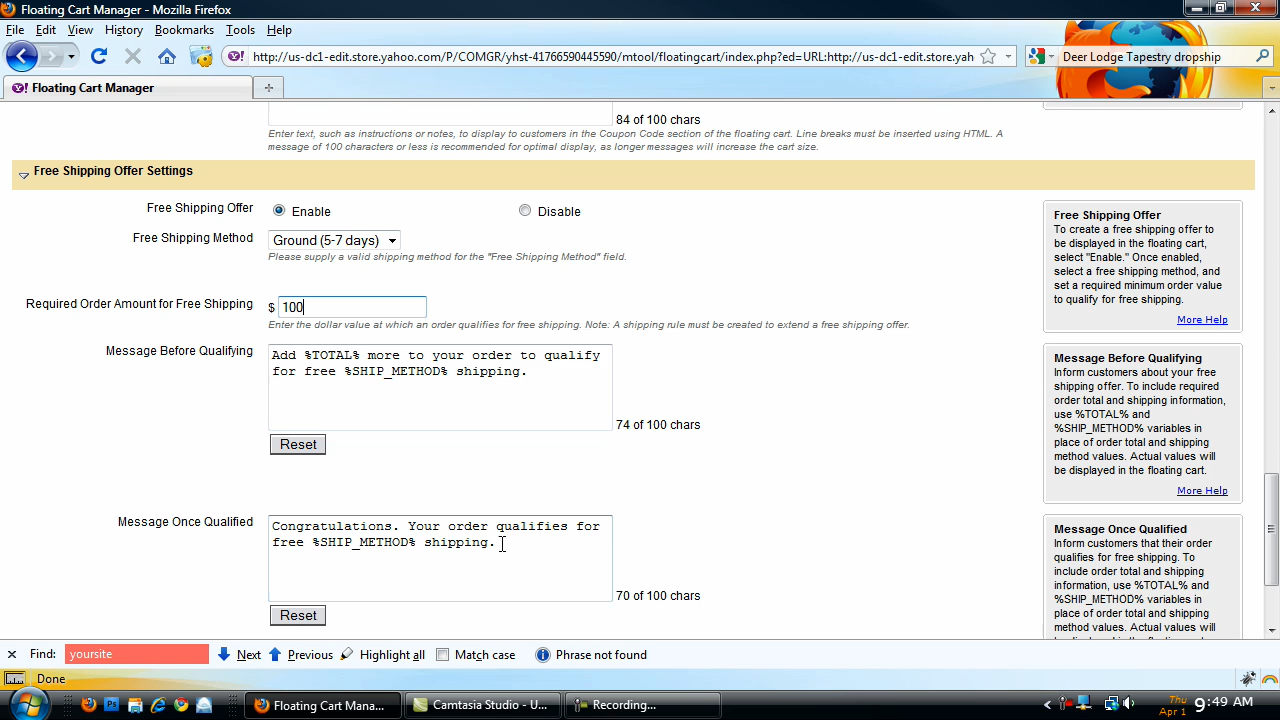 Floating Cart Manager - Mozilla Firefox
File Edit View History Bookmarks Tools Help
http://us-dc1-edit.store.yahoo.com/P/COMGR/yhst-41766590445590/mtool/floatingcart/index.php?ed=URL:http://us-dc1-edit.store.yah
Deer Lodge Tapestry dropship
Floating Cart Manager
84 of 100 chars
Enter text, such as instructions or notes, to display to customers in the Coupon Code section of the floating cart. Line breaks must be inserted using HTML. A
message of 100 characters or less is recommended for optimal display, as longer messages will increase the cart size.
Free Shipping Offer Settings
Free Shipping Offer
Enable
Disable
Free Shipping Method
Ground (5-7 days)
Please supply a valid shipping method for the "Free Shipping Method" field.
Required Order Amount for Free Shipping
$ 100
Enter the dollar value at which an order qualifies for free shipping. Note: A shipping rule must be created to extend a free shipping offer.
Message Before Qualifying
Add %TOTAL% more to your order to qualify
for free %SHIP_METHOD% shipping.
74 of 100 chars
Reset
Message Once Qualified
Congratulations. Your order qualifies for
free %SHIP_METHOD% shipping.
70 of 100 chars
Reset
Free Shipping Offer
To create a free shipping offer to
be displayed in the floating cart,
select "Enable." Once enabled,
select a free shipping method, and
set a required minimum order value
to qualify for free shipping.
More Help
Message Before Qualifying
Inform customers about your free
shipping offer. To include required
order total and shipping information,
use %TOTAL% and
%SHIP_METHOD% variables in
place of order total and shipping
method values. Actual values will
be displayed in the floating cart.
More Help
Message Once Qualified
Inform customers that their order
qualifies for free shipping. To
include order total and shipping
information, use %TOTAL% and
%SHIP_METHOD% variables in
place of order total and shipping
method values. Actual values will
Find: yoursite Next Previous Highlight all Match case Phrase not found
Done
Floating Cart Mana...
Camtasia Studio - U...
Recording...
Thu
Apr 1
9:49 AM